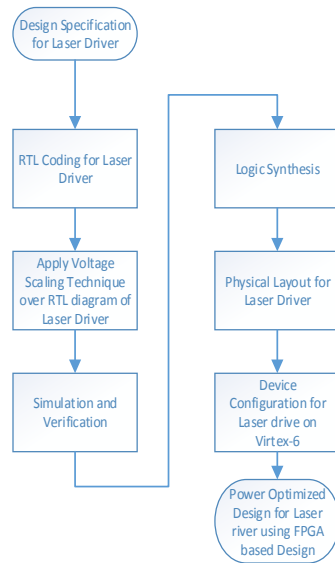 Design Specification
for Laser Driver
RTL Coding for Laser
Driver
Apply Voltage
Scaling Technique
over RTL diagram of
Laser Driver
Simulation and
Verification
Logic Synthesis
Physical Layout for
Laser Driver
Device
Configuration for
Laser drive on
Virtex-6
Power Optimized
Design for Laser
river using FPGA
based Design